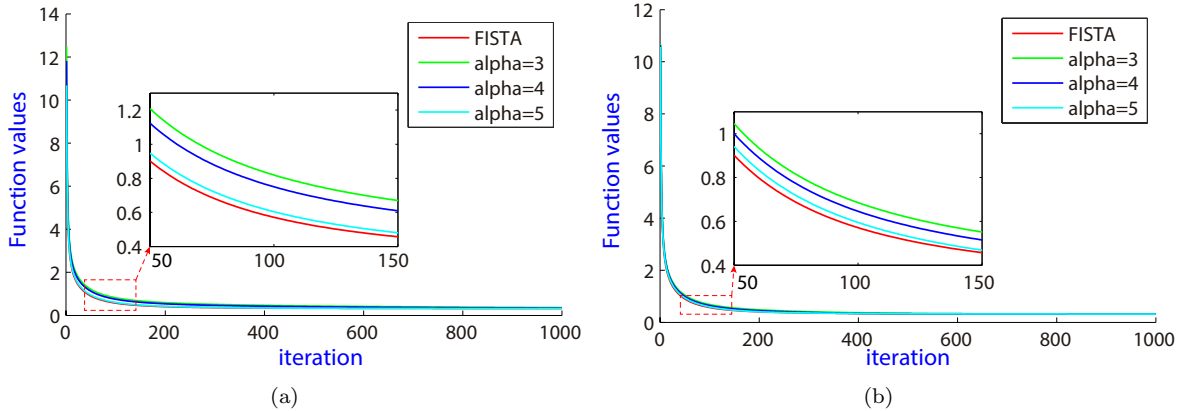 14
12
10
8
6
4
2
0
Function values
FISTA
alpha=3
alpha=4
alpha=5
1.2
1
0.8
0.6
0.4
50 100 150
0 200 400 600 800 1000
iteration
(a)
12
10
8
6
4
2
0
Function values
FISTA
alpha=3
alpha=4
alpha=5
1
0.8
0.6
0.4
50 100 150
0 200 400 600 800 1000
iteration
(b)